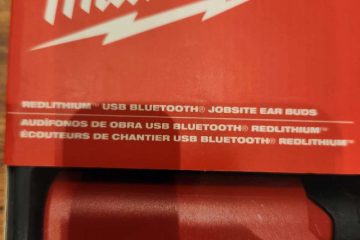 REDLITHIUM™ USB BLUETOOTH® JOBSITE EAR BUDS
AUDÍFONOS DE OBRA USB BLUETOOTH® REDLITHIUM™
ÉCOUTEURS DE CHANTIER USB BLUETOOTH® REDLITHIUM™